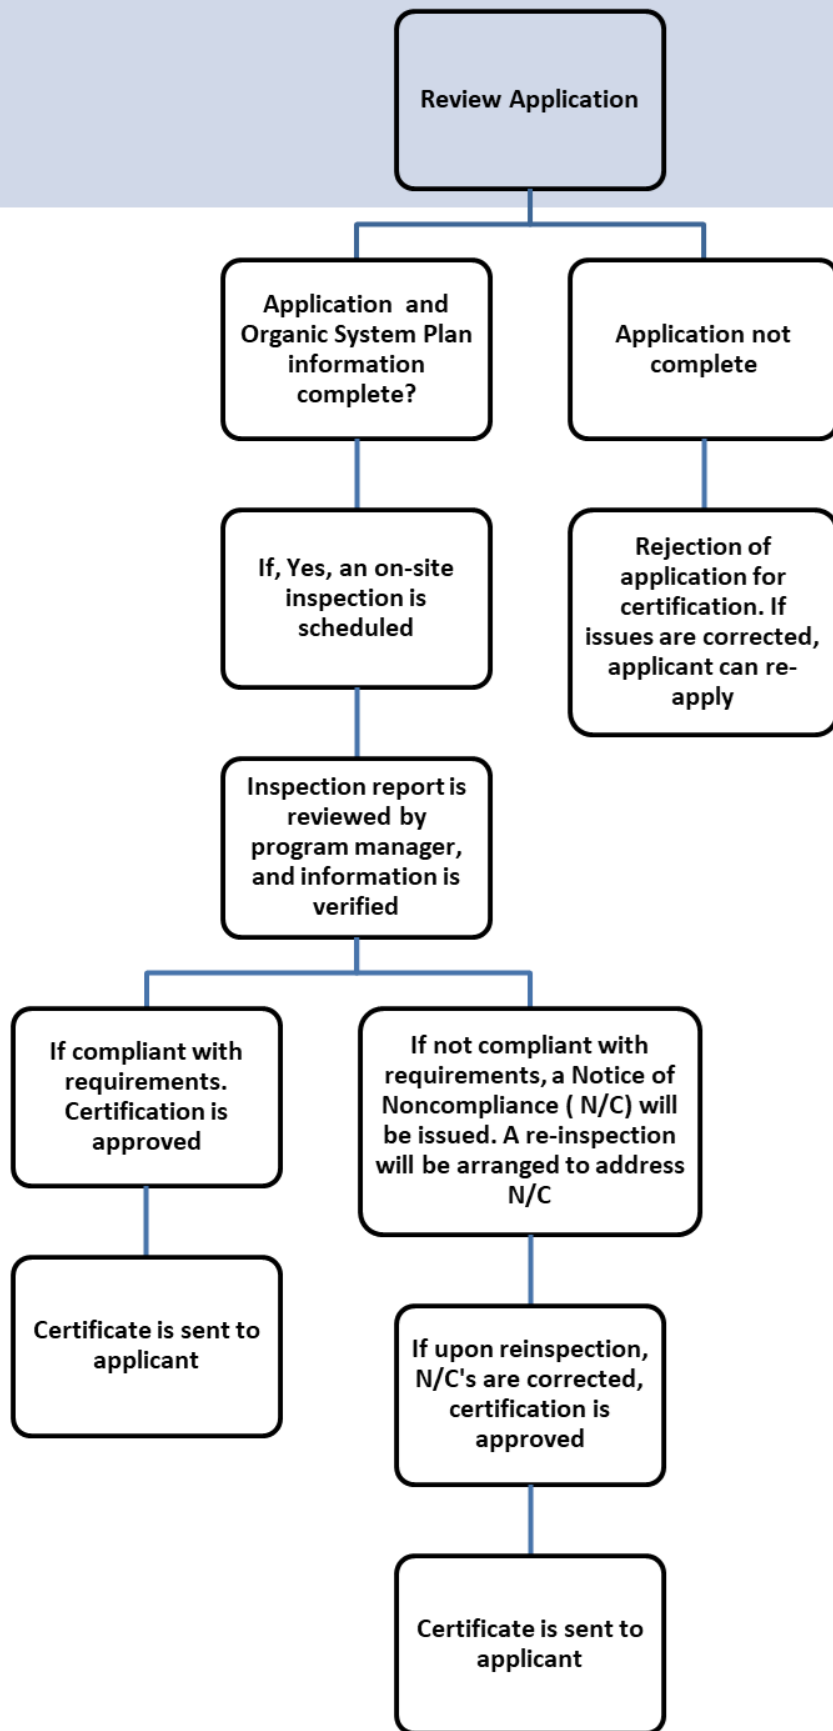 Review Application
Application  and
Organic System Plan
information
complete?
Application not
complete
If, Yes, an on-site
inspection is
scheduled
Rejection of
application for
certification. If
issues are corrected,
applicant can re-
apply
Inspection report is
reviewed by
program manager,
and information is
verified
If compliant with
requirements.
Certification is
approved
If not compliant with
requirements, a Notice of
Noncompliance ( N/C) will
be issued. A re-inspection
will be arranged to address
N/C
Certificate is sent to
applicant
If upon reinspection,
N/C's are corrected,
certification is
approved
Certificate is sent to
applicant